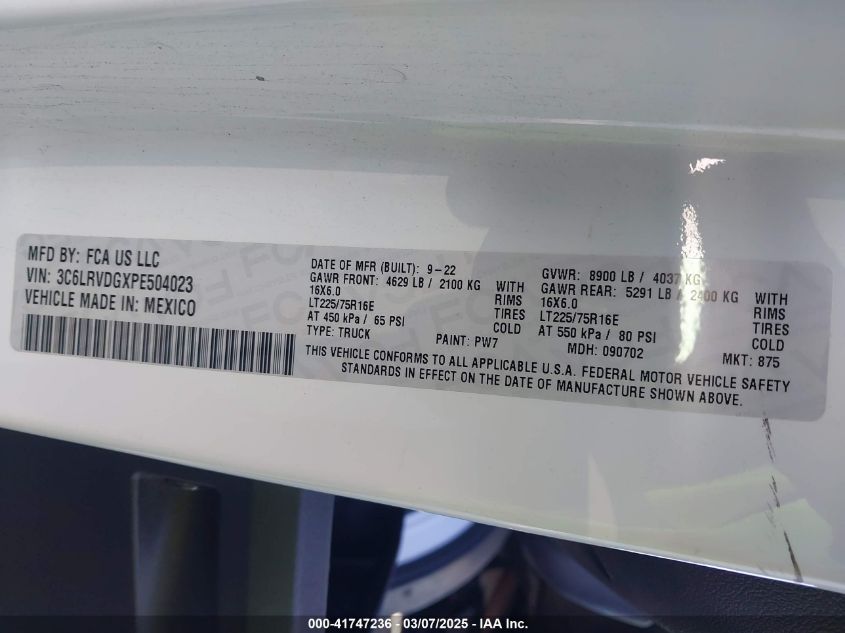 MFD BY: FCA US LLC
VIN: 3C6LRVDGXPE504023
VEHICLE MADE IN: MEXICO
DATE OF MFR (BUILT): 9-22
GAWR FRONT: 4629 LB / 2100 KG WITH
16X6.0 RIMS
LT225/75R16E TIRES
AT 450 kPa / 65 PSI COLD
TYPE: TRUCK PAINT: PW7
GVWR: 8900 LB / 4037 KG
GAWR REAR: 5291 LB / 2400 KG WITH
16X6.0 RIMS
LT225/75R16E TIRES
AT 550 kPa / 80 PSI COLD
MDH: 090702 MKT: 875
THIS VEHICLE CONFORMS TO ALL APPLICABLE U.S.A. FEDERAL MOTOR VEHICLE SAFETY
STANDARDS IN EFFECT ON THE DATE OF MANUFACTURE SHOWN ABOVE.
000-41747236 - 03/07/2025 - IAA Inc.